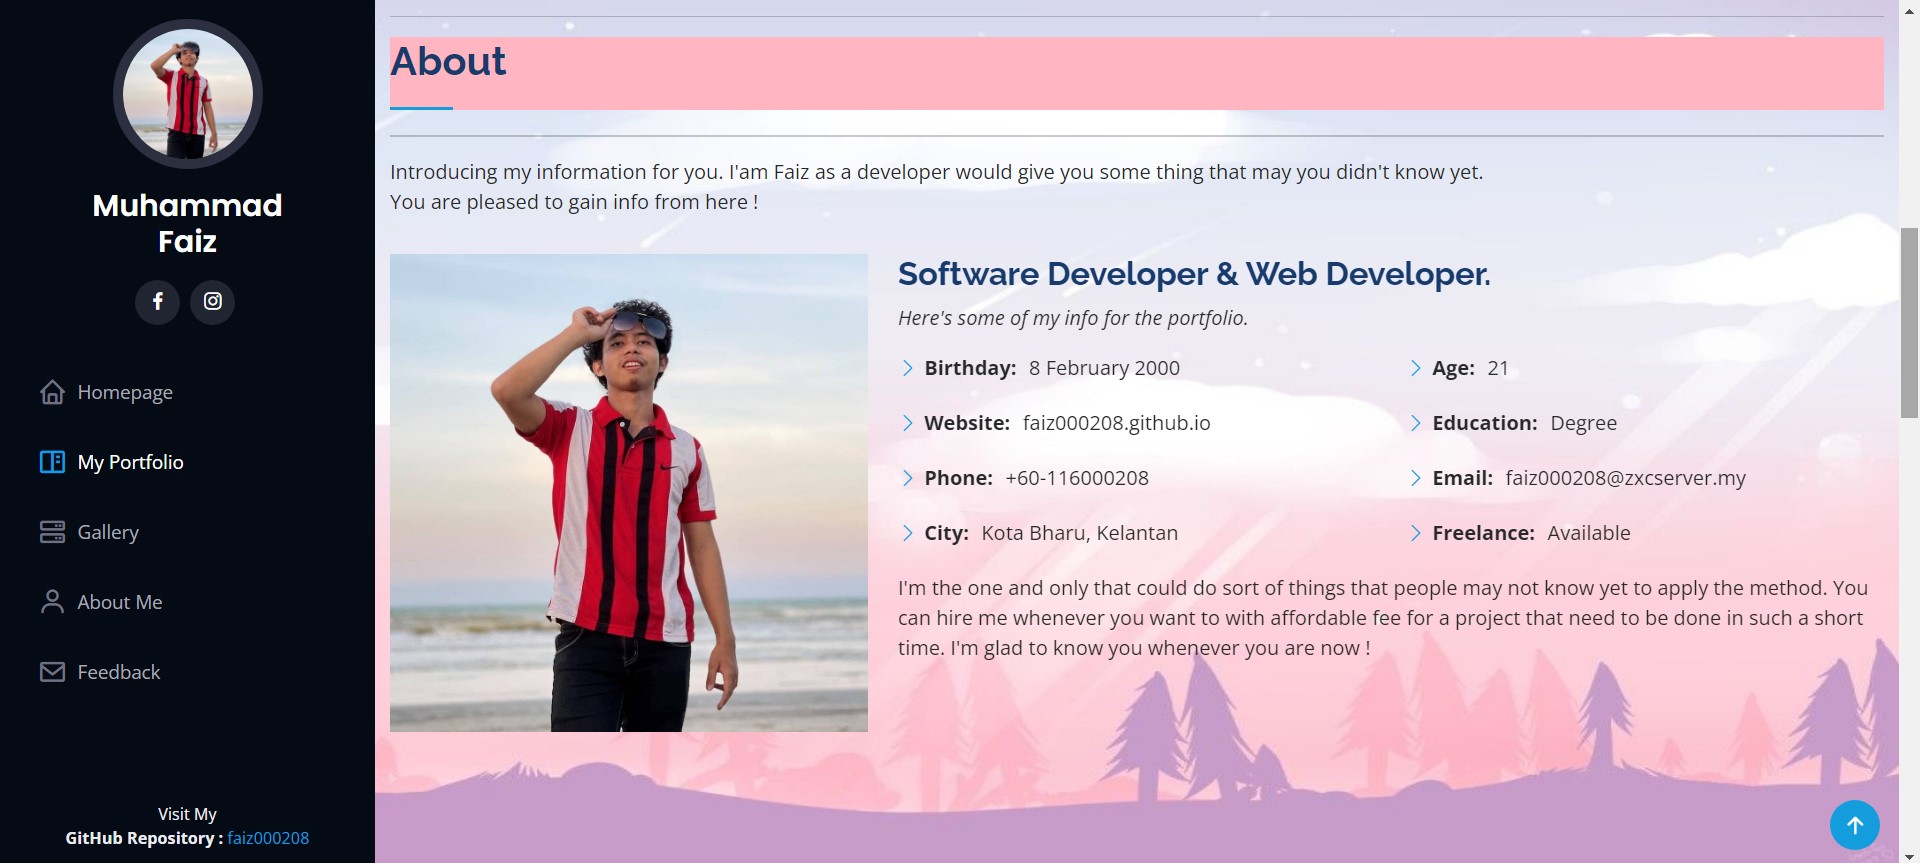 Muhammad
Faiz
Homepage
My Portfolio
Gallery
About Me
Feedback
Visit My
GitHub Repository : faiz000208
About
Introducing my information for you. I'am Faiz as a developer would give you some thing that may you didn't know yet.
You are pleased to gain info from here !
Software Developer & Web Developer.
Here's some of my info for the portfolio.
Birthday: 8 February 2000
Age: 21
Website: faiz000208.github.io
Education: Degree
Phone: +60-116000208
Email: faiz000208@zxcserver.my
City: Kota Bharu, Kelantan
Freelance: Available
I'm the one and only that could do sort of things that people may not know yet to apply the method. You
can hire me whenever you want to with affordable fee for a project that need to be done in such a short
time. I'm glad to know you whenever you are now !